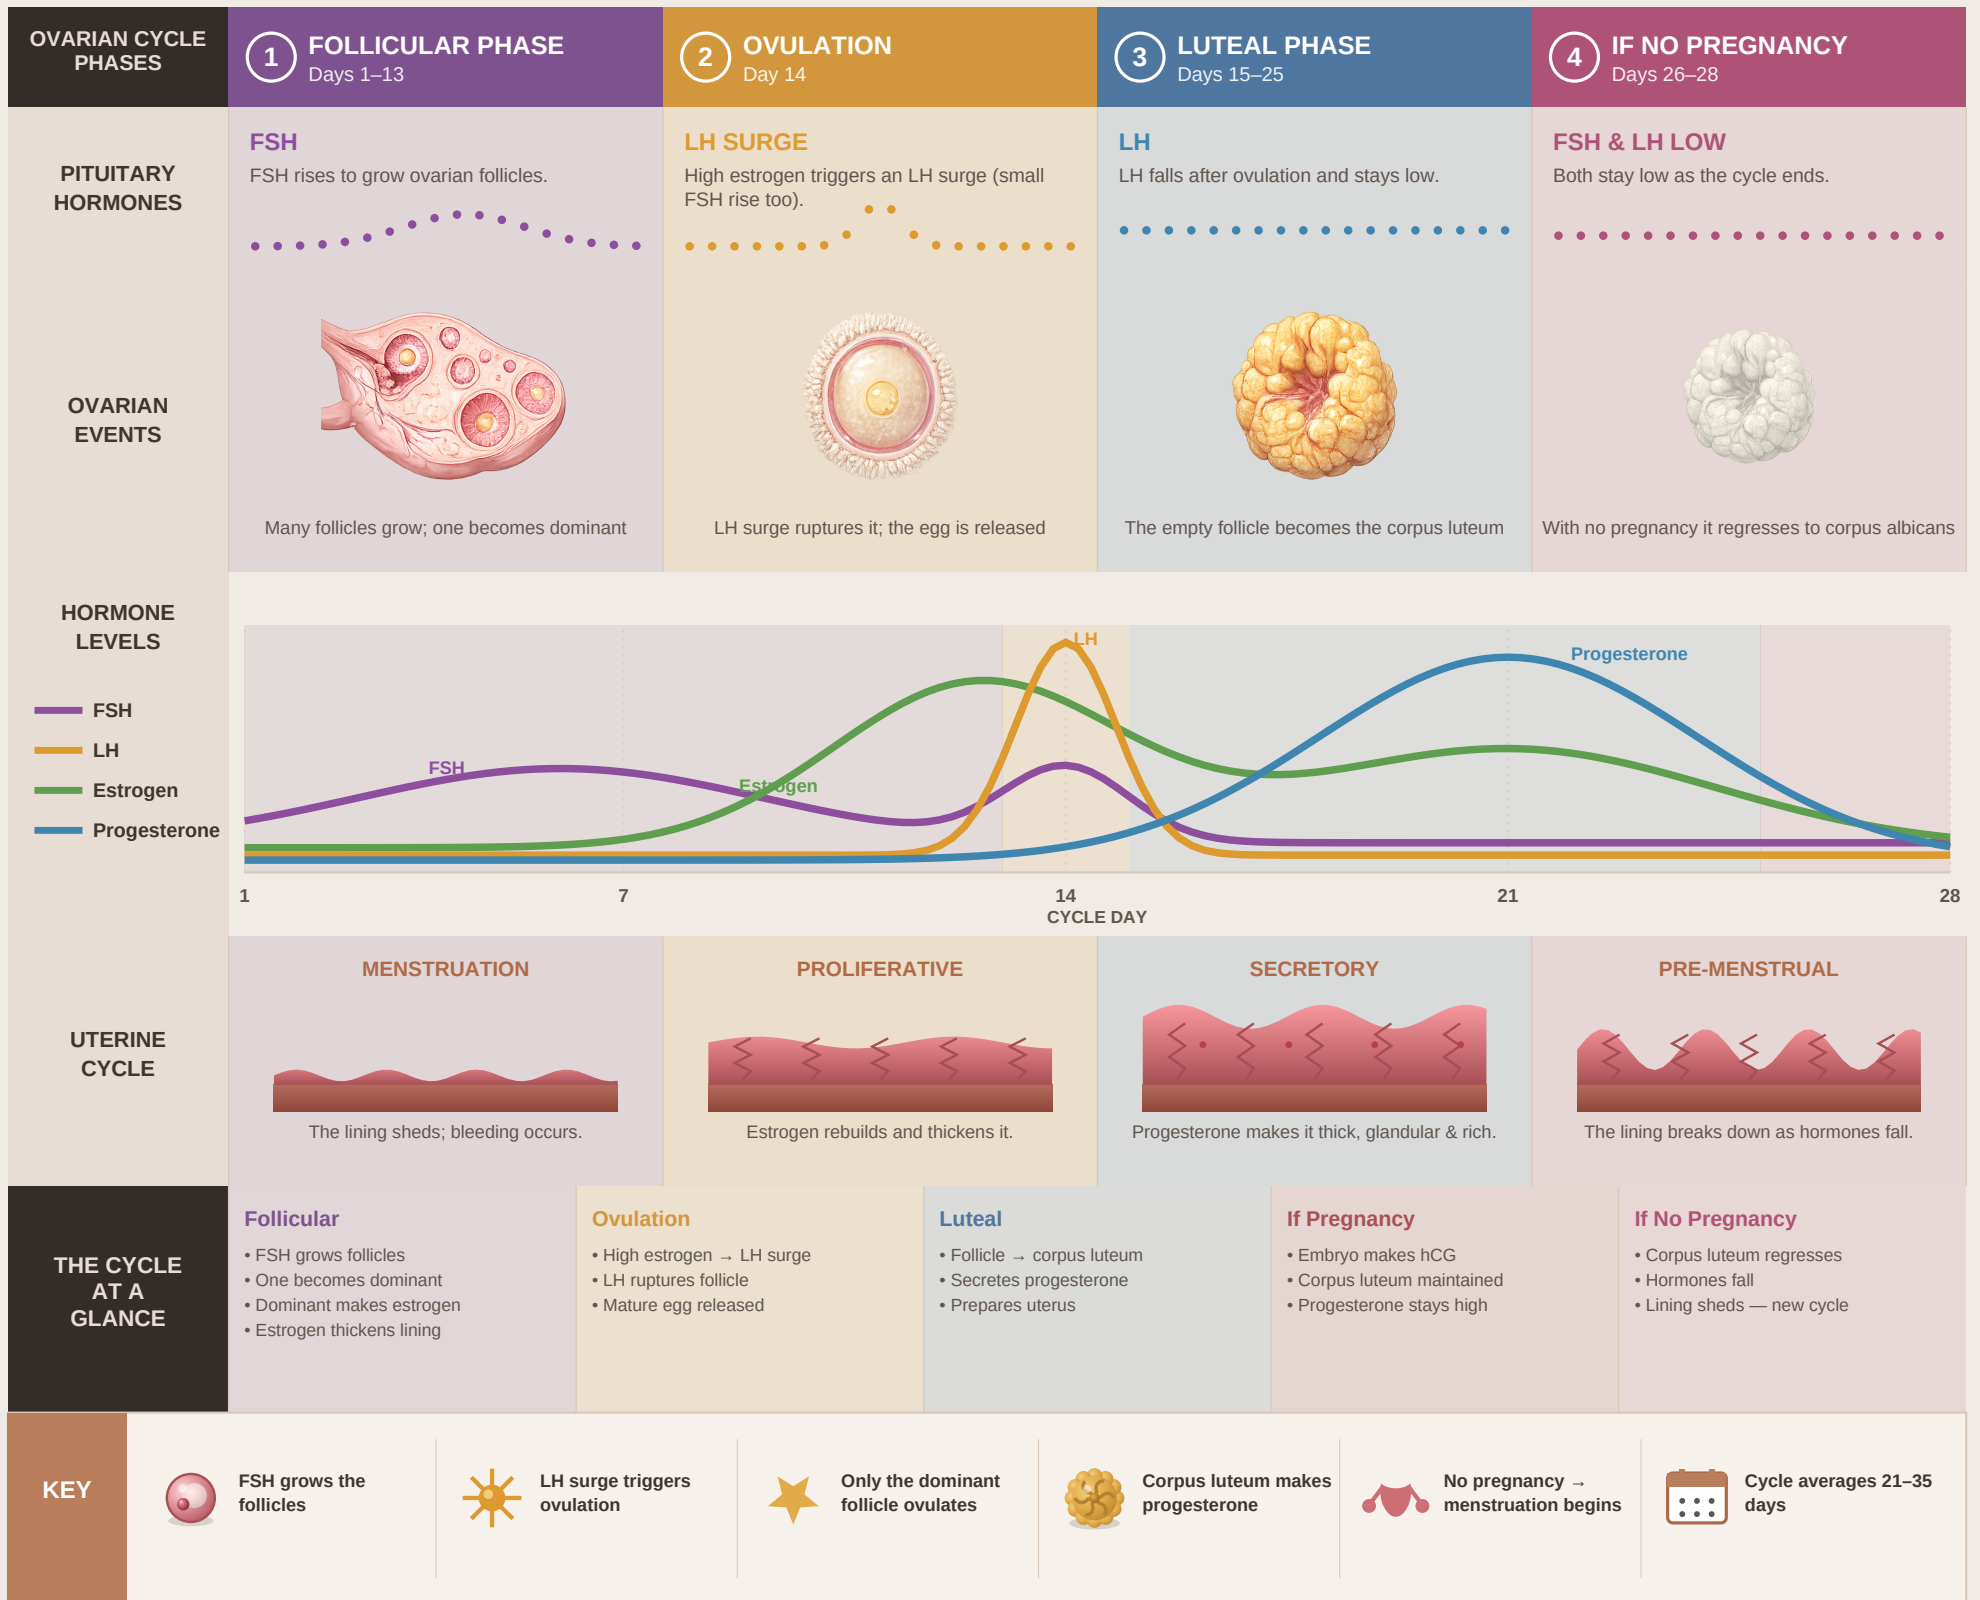 OVARIAN CYCLE
PHASES
1
FOLLICULAR PHASE
Days 1–13
2
OVULATION
Day 14
3
LUTEAL PHASE
Days 15–25
4
IF NO PREGNANCY
Days 26–28
PITUITARY
HORMONES
FSH
FSH rises to grow ovarian follicles.
LH SURGE
High estrogen triggers an LH surge (small
FSH rise too).
LH
LH falls after ovulation and stays low.
FSH & LH LOW
Both stay low as the cycle ends.
OVARIAN
EVENTS
Many follicles grow; one becomes dominant
LH surge ruptures it; the egg is released
The empty follicle becomes the corpus luteum
With no pregnancy it regresses to corpus albicans
HORMONE
LEVELS
FSH
LH
Estrogen
Progesterone
FSH
Estrogen
LH
Progesterone
1
7
14
21
28
CYCLE DAY
UTERINE
CYCLE
MENSTRUATION
The lining sheds; bleeding occurs.
PROLIFERATIVE
Estrogen rebuilds and thickens it.
SECRETORY
Progesterone makes it thick, glandular & rich.
PRE-MENSTRUAL
The lining breaks down as hormones fall.
THE CYCLE
AT A
GLANCE
Follicular
• FSH grows follicles
• One becomes dominant
• Dominant makes estrogen
• Estrogen thickens lining
Ovulation
• High estrogen → LH surge
• LH ruptures follicle
• Mature egg released
Luteal
• Follicle → corpus luteum
• Secretes progesterone
• Prepares uterus
If Pregnancy
• Embryo makes hCG
• Corpus luteum maintained
• Progesterone stays high
If No Pregnancy
• Corpus luteum regresses
• Hormones fall
• Lining sheds — new cycle
KEY
FSH grows the
follicles
LH surge triggers
ovulation
Only the dominant
follicle ovulates
Corpus luteum makes
progesterone
No pregnancy →
menstruation begins
Cycle averages 21–35
days